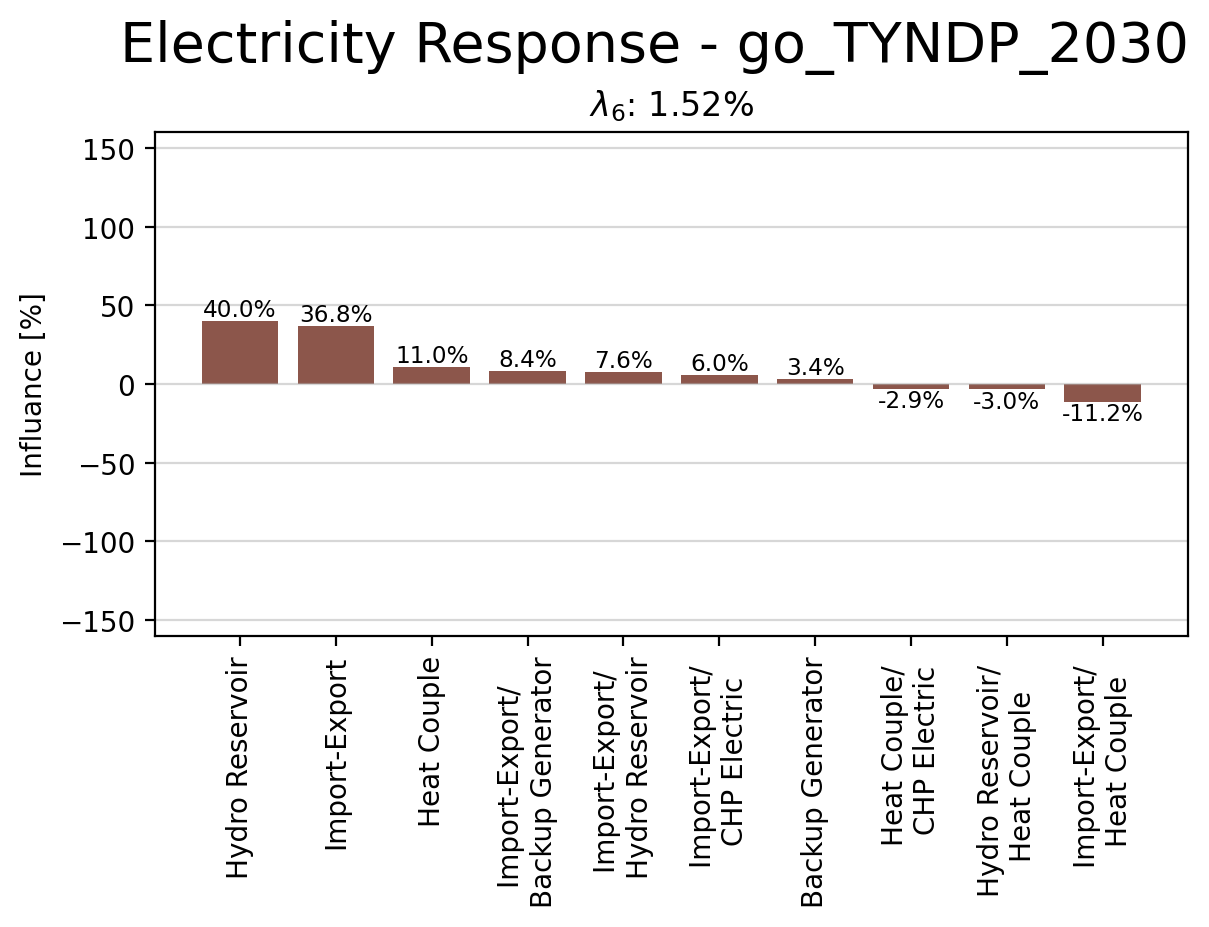 Electricity Response - go_TYNDP_2030
λ6: 1.52%
Influance [%]
150
100
50
0
−50
−100
−150
40.0%
36.8%
11.0%
8.4%
7.6%
6.0%
3.4%
-2.9%
-3.0%
-11.2%
Hydro Reservoir
Import-Export
Heat Couple
Import-Export/
Backup Generator
Import-Export/
Hydro Reservoir
Import-Export/
CHP Electric
Backup Generator
Heat Couple/
CHP Electric
Hydro Reservoir/
Heat Couple
Import-Export/
Heat Couple